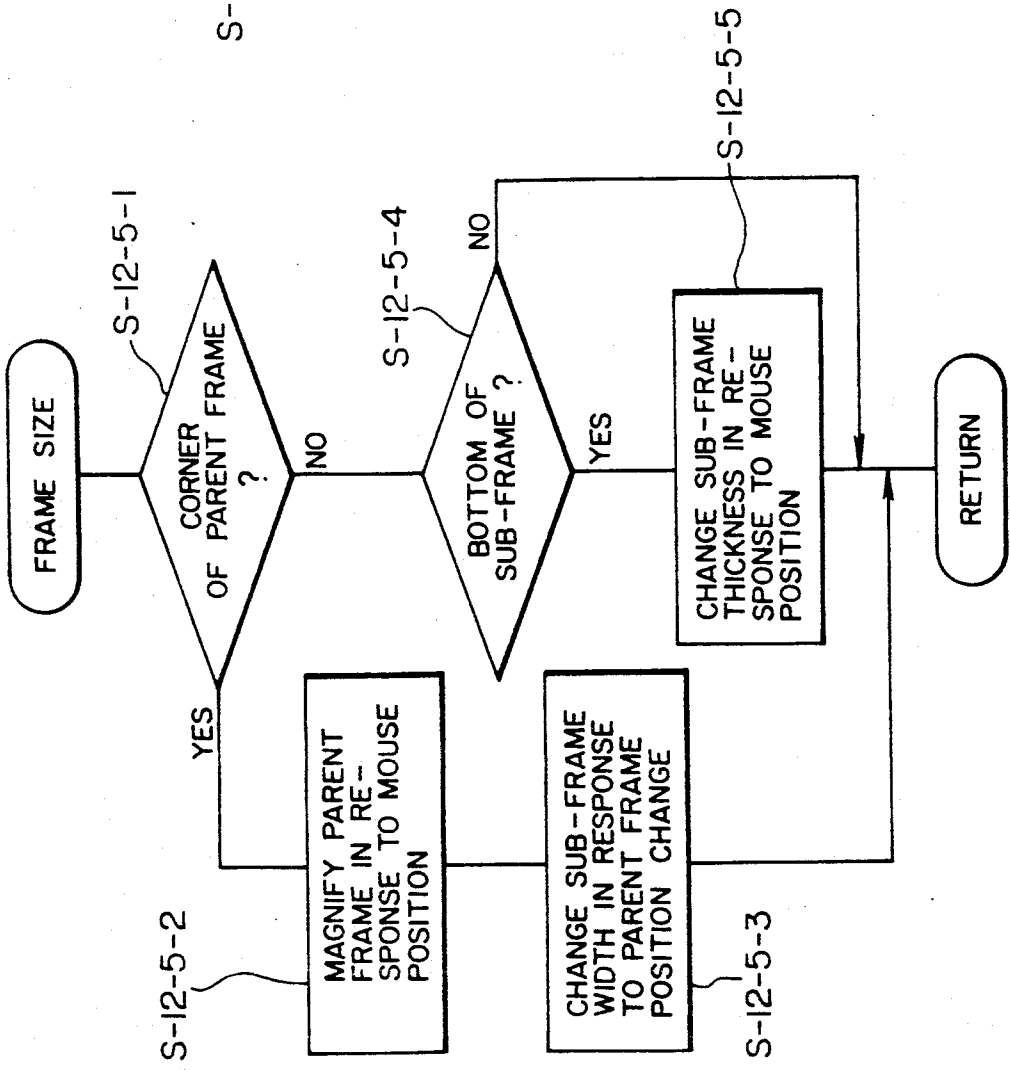 FRAME SIZE
S-12-5-1
CORNER
OF PARENT FRAME
?
YES
NO
S-12-5-2
MAGNIFY PARENT
FRAME IN RE-
SPONSE TO MOUSE
POSITION
S-12-5-4
BOTTOM OF
SUB-FRAME ?
NO
YES
CHANGE SUB-FRAME
WIDTH IN RESPONSE
TO PARENT FRAME
POSITION CHANGE
S-12-5-3
CHANGE SUB-FRAME
THICKNESS IN RE-
SPONSE TO MOUSE
POSITION
S-12-5-5
RETURN
S-